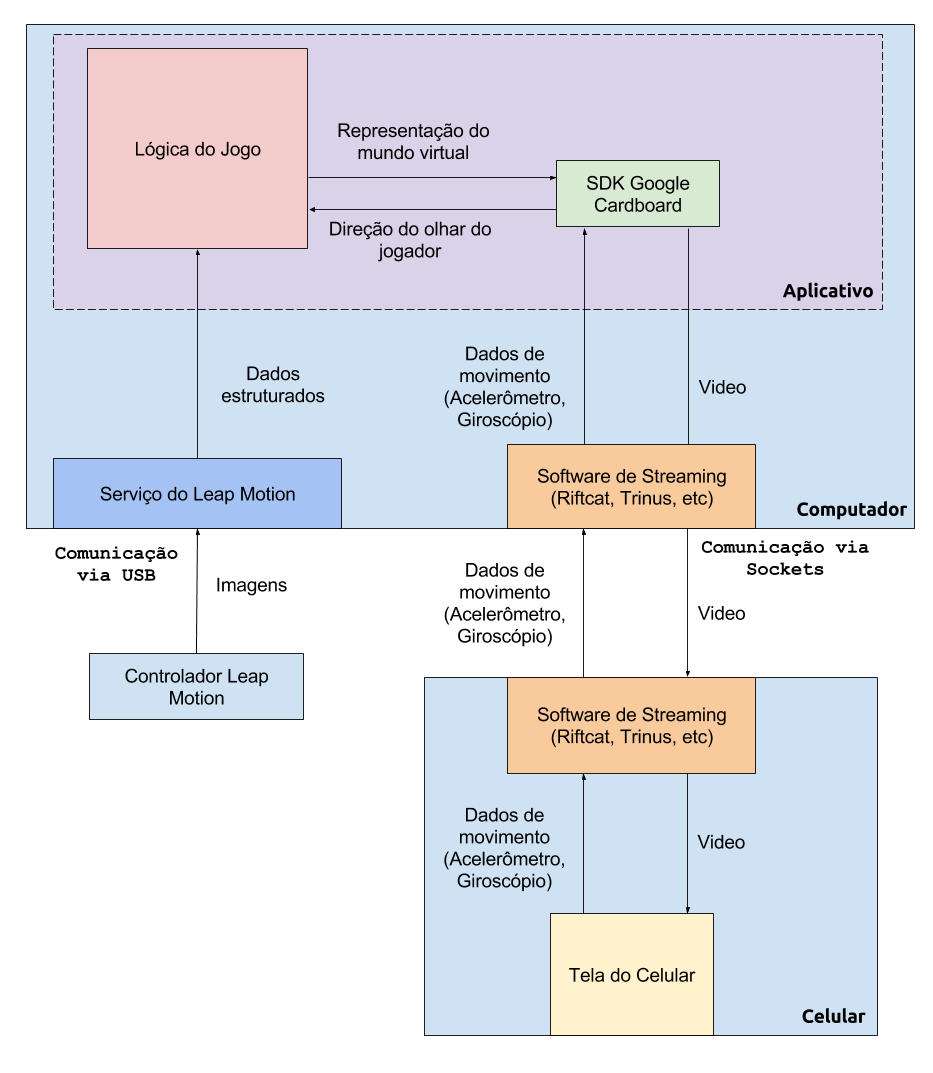 Lógica do Jogo
Representação do
mundo virtual
SDK Google
Cardboard
Direção do olhar do
jogador
Aplicativo
Dados
estruturados
Dados de
movimento
(Acelerômetro,
Giroscópio)
Video
Serviço do Leap Motion
Software de Streaming
(Riftcat, Trinus, etc)
Computador
Comunicação
via USB
Imagens
Dados de
movimento
(Acelerômetro,
Giroscópio)
Comunicação via
Sockets
Video
Controlador Leap
Motion
Software de Streaming
(Riftcat, Trinus, etc)
Dados de
movimento
(Acelerômetro,
Giroscópio)
Video
Tela do Celular
Celular